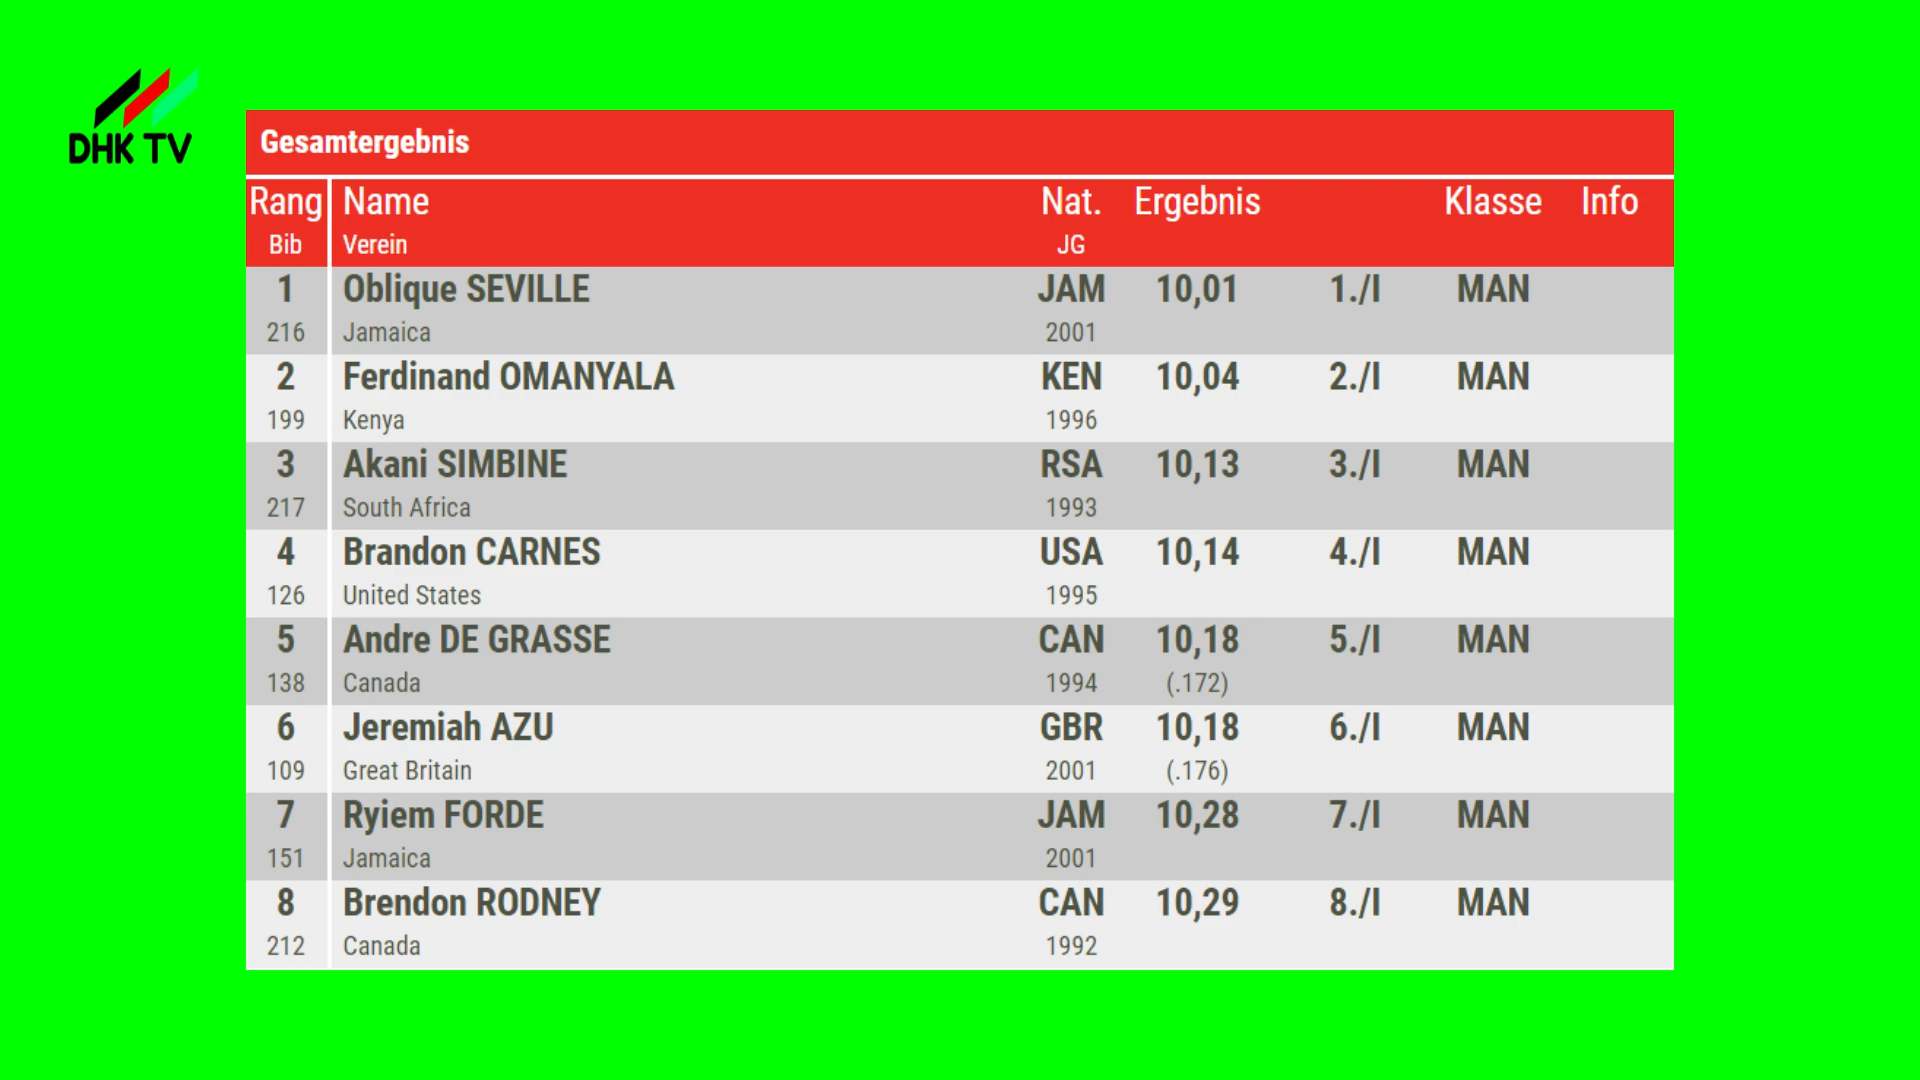 DHK TV
Gesamtergebnis
Rang Name Nat. Ergebnis Klasse Info
Bib Verein JG
1 Oblique SEVILLE JAM 10,01 1./I MAN
216 Jamaica 2001
2 Ferdinand OMANYALA KEN 10,04 2./I MAN
199 Kenya 1996
3 Akani SIMBINE RSA 10,13 3./I MAN
217 South Africa 1993
4 Brandon CARNES USA 10,14 4./I MAN
126 United States 1995
5 Andre DE GRASSE CAN 10,18 5./I MAN
138 Canada 1994 (.172)
6 Jeremiah AZU GBR 10,18 6./I MAN
109 Great Britain 2001 (.176)
7 Ryiem FORDE JAM 10,28 7./I MAN
151 Jamaica 2001
8 Brendon RODNEY CAN 10,29 8./I MAN
212 Canada 1992